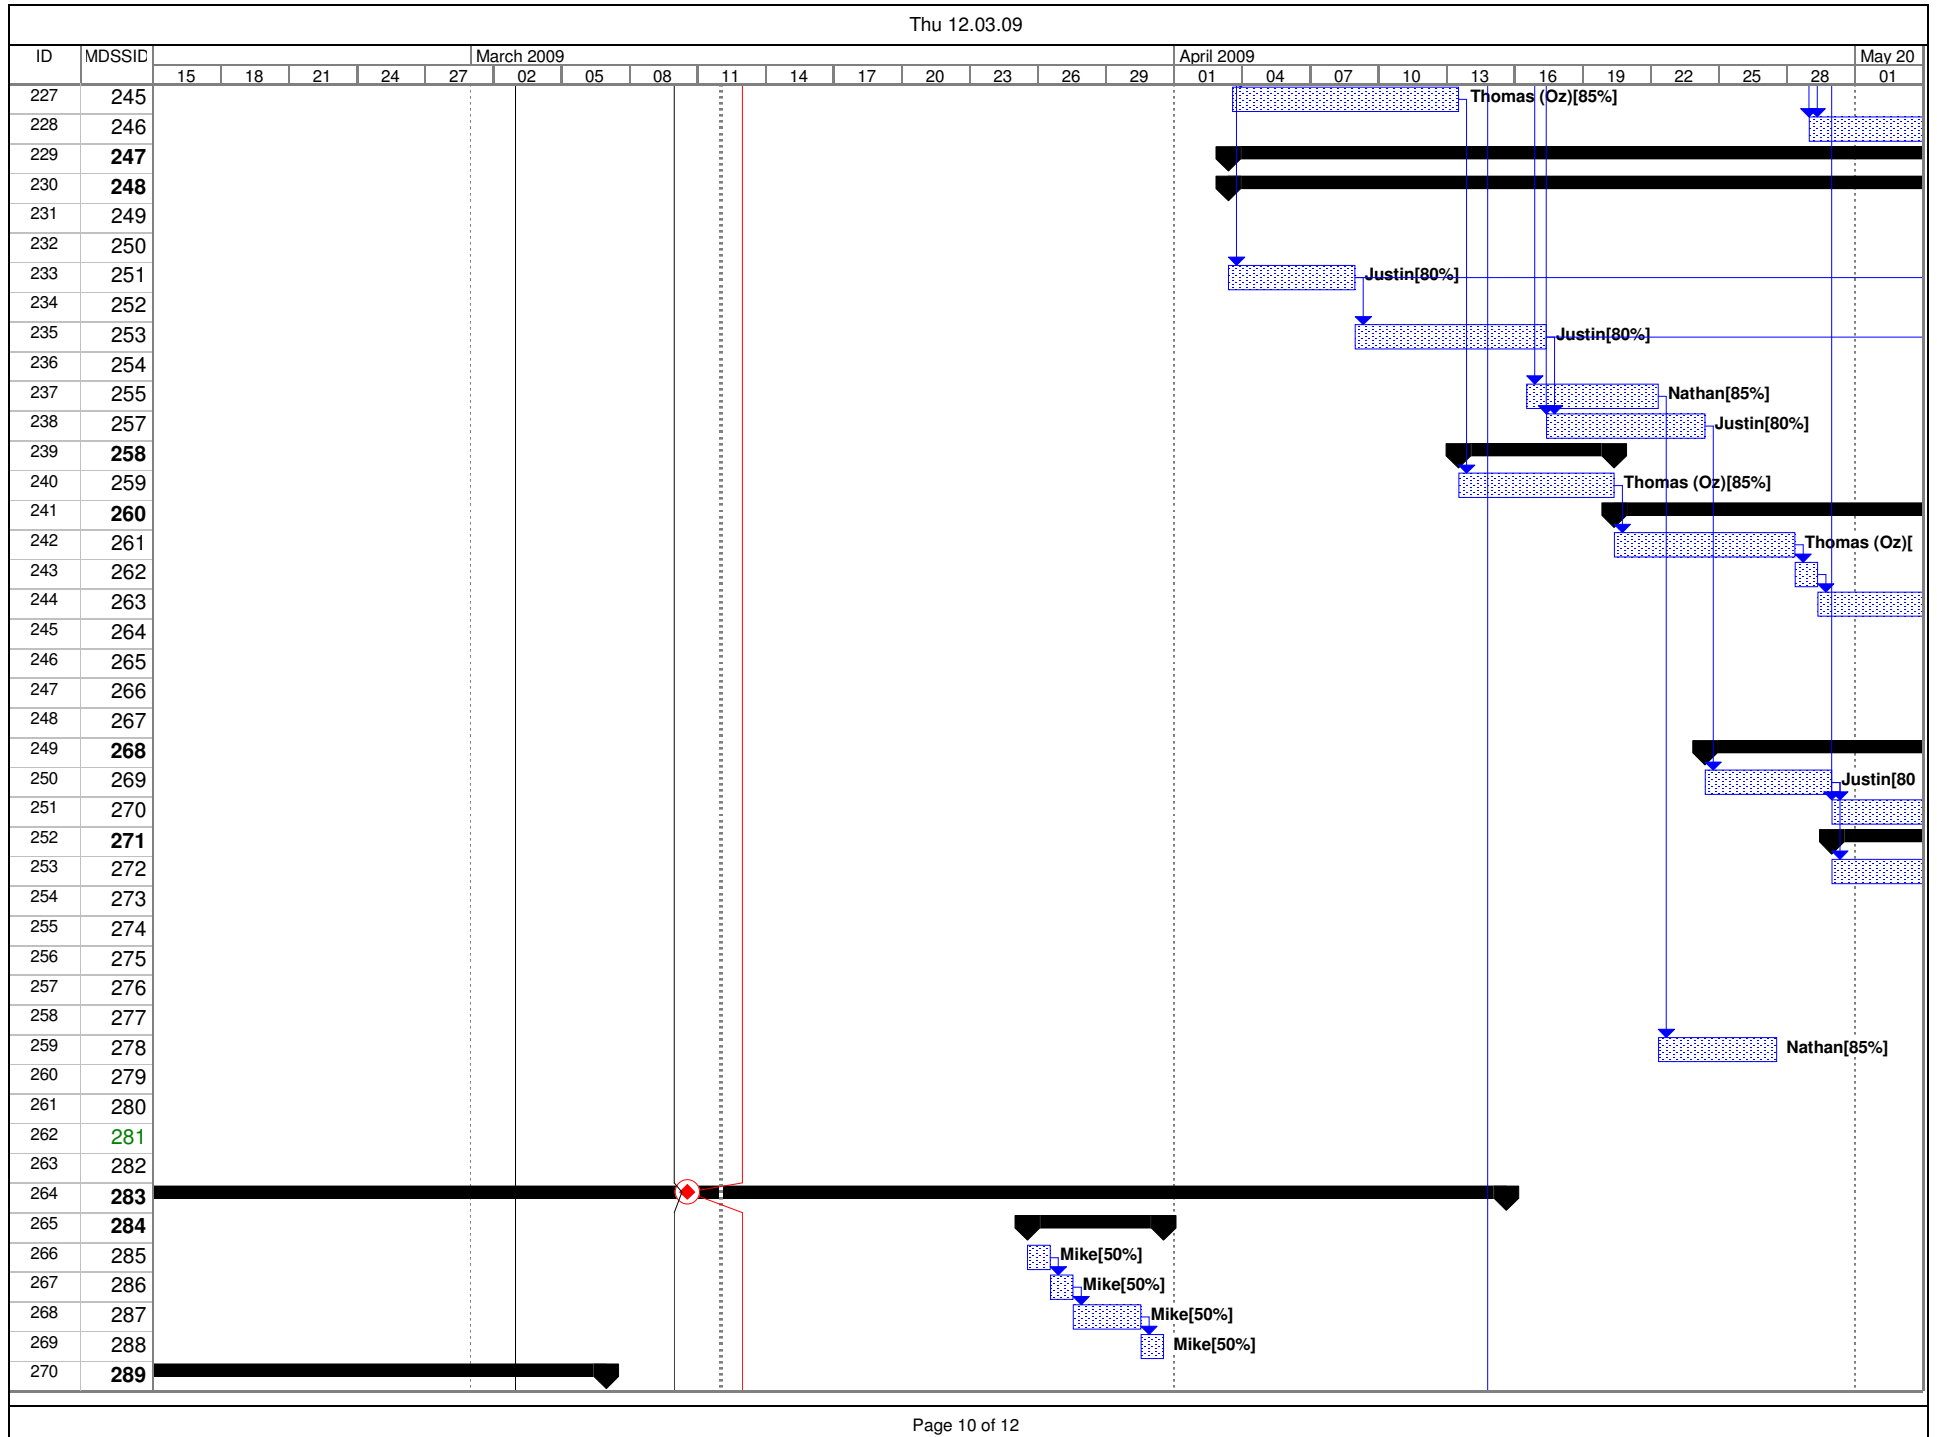 Thu 12.03.09
ID MDSSID March 2009 April 2009 May 20
15 18 21 24 27 02 05 08 11 14 17 20 23 26 29 01 04 07 10 13 16 19 22 25 28 01
227 245 Thomas (Oz)[85%]
228 246
229 247
230 248
231 249
232 250
233 251 Justin[80%]
234 252
235 253 Justin[80%]
236 254
237 255 Nathan[85%]
238 257 Justin[80%]
239 258
240 259 Thomas (Oz)[85%]
241 260
242 261 Thomas (Oz)[
243 262
244 263
245 264
246 265
247 266
248 267
249 268
250 269 Justin[80
251 270
252 271
253 272
254 273
255 274
256 275
257 276
258 277
259 278 Nathan[85%]
260 279
261 280
262 281
263 282
264 283
265 284
266 285 Mike[50%]
267 286 Mike[50%]
268 287 Mike[50%]
269 288 Mike[50%]
270 289
Page 10 of 12